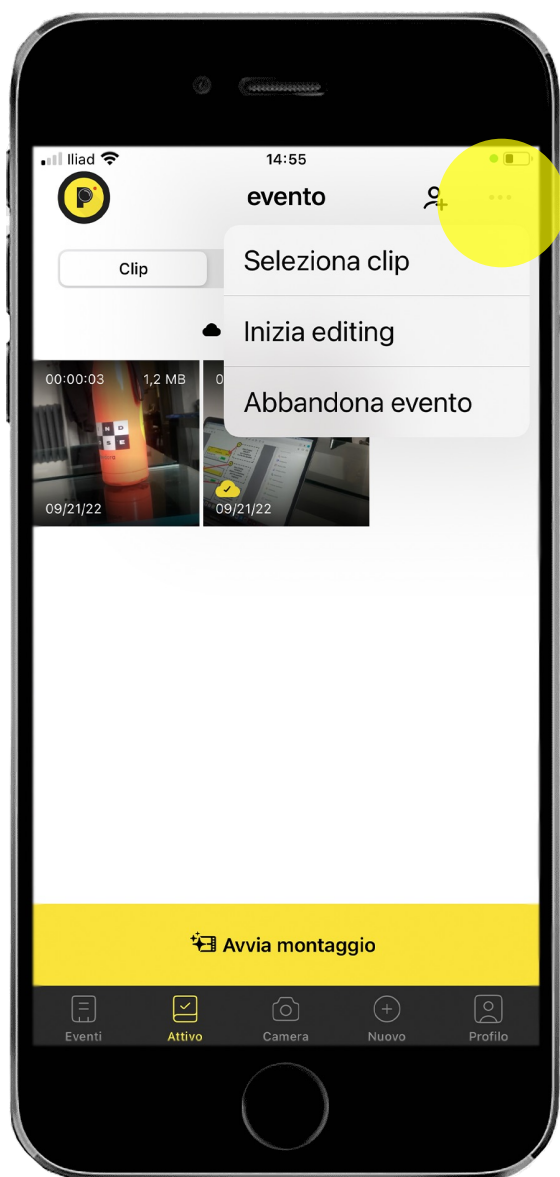 Iliad
14:55
P
evento
Clip
Seleziona clip
Inizia editing
Abbandona evento
00:00:03 1,2 MB
09/21/22
09/21/22
Avvia montaggio
Eventi Attivo Camera Nuovo Profilo